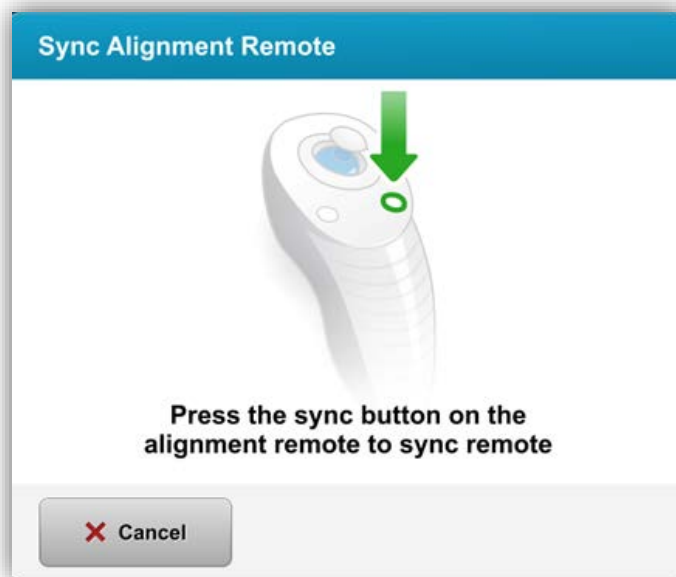 Sync Alignment Remote
Press the sync button on the
alignment remote to sync remote
Cancel